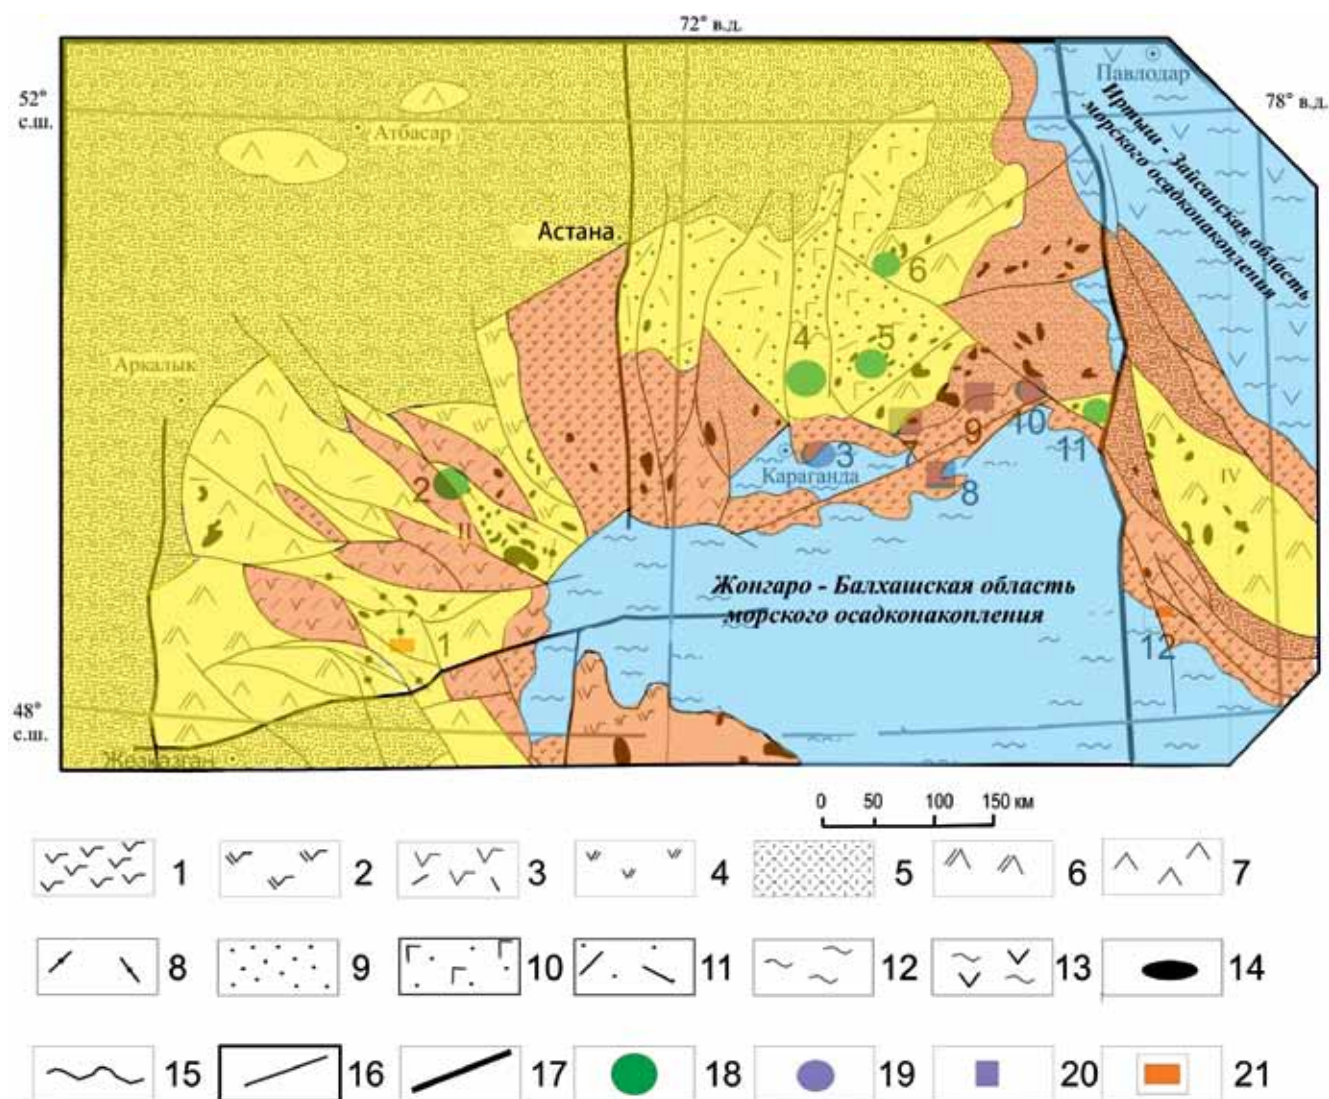 72° в.д.
52°
с.ш.
78° в.д.
Павлодар
Иртыш - Зайсанская область
морского осадконакопления
Атбасар
Астана
6
4
5
Аркалык
9
10
11
2
3
7
Караганда
8
IV
I
II
Жонгаро - Балхашская область
морского осадконакопления
1
12
48°
с.ш.
Жезказган
0 50 100 150 км
1 2 3 4 5 6 7
8 9 10 11 12 13 14
15 16 17 18 19 20 21